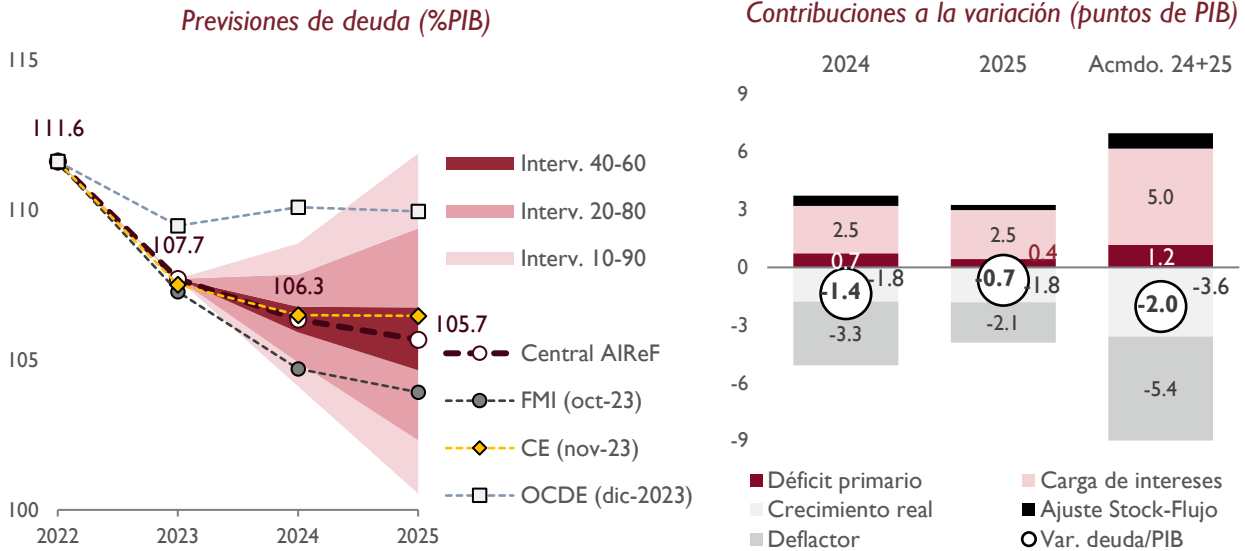 Previsiones de deuda (%PIB)
115
110
105
100
111.6
107.7
106.3
105.7
2022 2023 2024 2025
Interv. 40-60
Interv. 20-80
Interv. 10-90
Central AIReF
FMI (oct-23)
CE (nov-23)
OCDE (dic-2023)
Contribuciones a la variación (puntos de PIB)
2024 2025 Acmdo. 24+25
9
6
3
0
-3
-6
-9
2.5
0.7
-1.8
-1.4
-3.3
2.5
0.4
-0.7
-1.8
-2.1
5.0
1.2
-3.6
-2.0
-5.4
Déficit primario
Carga de intereses
Crecimiento real
Ajuste Stock-Flujo
Deflactor
Var. deuda/PIB